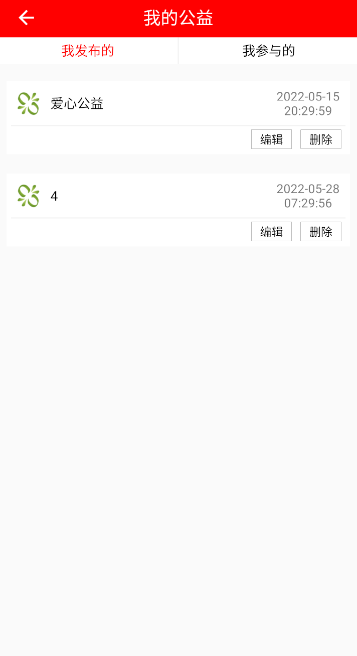 我的公益
我发布的
我参与的
爱心公益
2022-05-15
20:29:59
编辑
删除
4
2022-05-28
07:29:56
编辑
删除